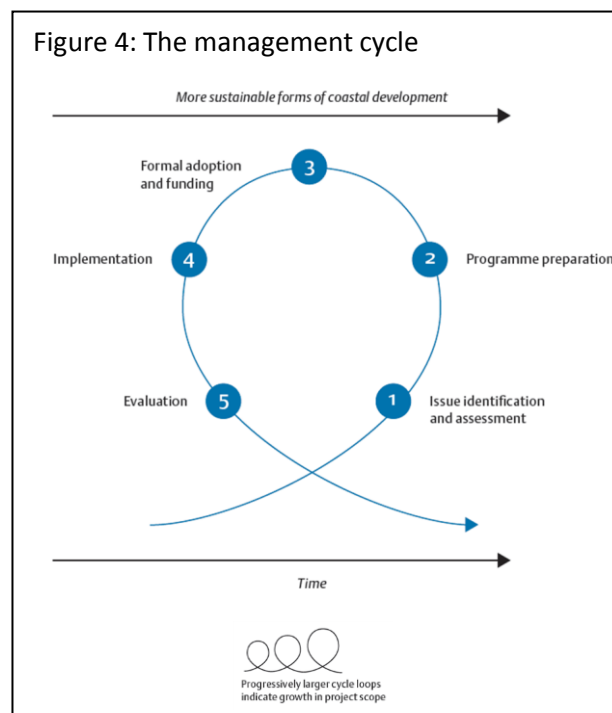 Figure 4: The management cycle
More sustainable forms of coastal development
3
Formal adoption
and funding
4
Implementation
2
Programme preparation
5
Evaluation
1
Issue identification
and assessment
Time
Progressively larger cycle loops
indicate growth in project scope